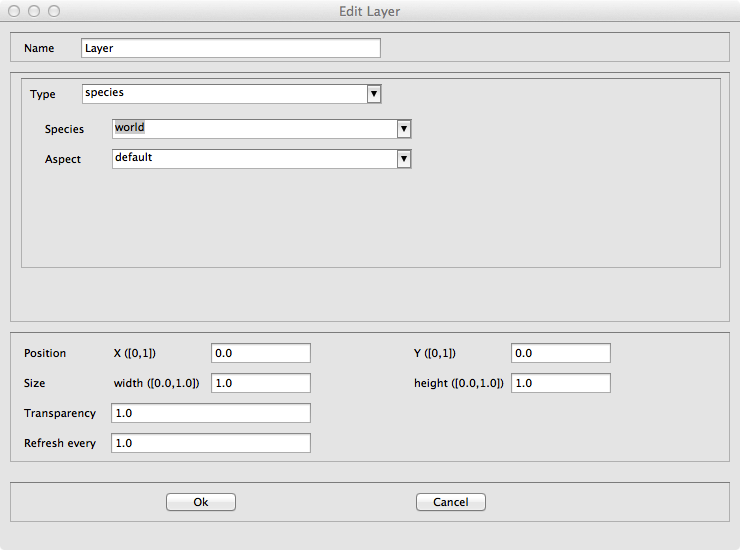 Edit Layer
Name Layer
Type species
Species world
Aspect default
Position X ([0,1]) 0.0 Y ([0,1]) 0.0
Size width ([0.0,1.0]) 1.0 height ([0.0,1.0]) 1.0
Transparency 1.0
Refresh every 1.0
Ok Cancel